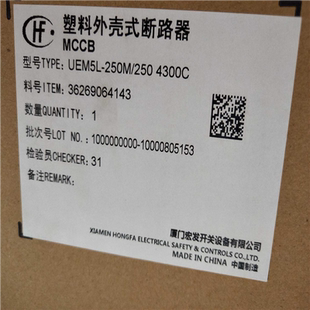 HF
塑料外壳式断路器
MCCB
型号TYPE: UEM5L-250M/250 4300C
料号ITEM: 36269064143
数量QUANTITY: 1
批次号LOT NO.: 1000000000-10000805153
检验员CHECKER: 31
备注REMARK:
厦门宏发开关设备有限公司
XIAMEN HONGFA ELECTRICAL SAFETY & CONTROLS CO., LTD.
MADE IN CHINA 中国制造